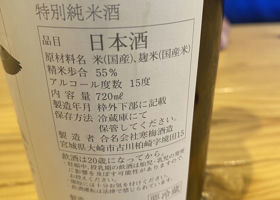 特別純米酒
品目 日本酒
原材料名 米(国産)、麹米(国産米)
精米歩合 55%
アルコール度数 15度
内容量 720㎖
製造年月 枠外下部に記載
保存方法 冷蔵庫にて
保管してください。
製造者 合名会社寒梅酒造
宮城県大崎市古川柏崎字境田15
飲酒は20歳になってから。